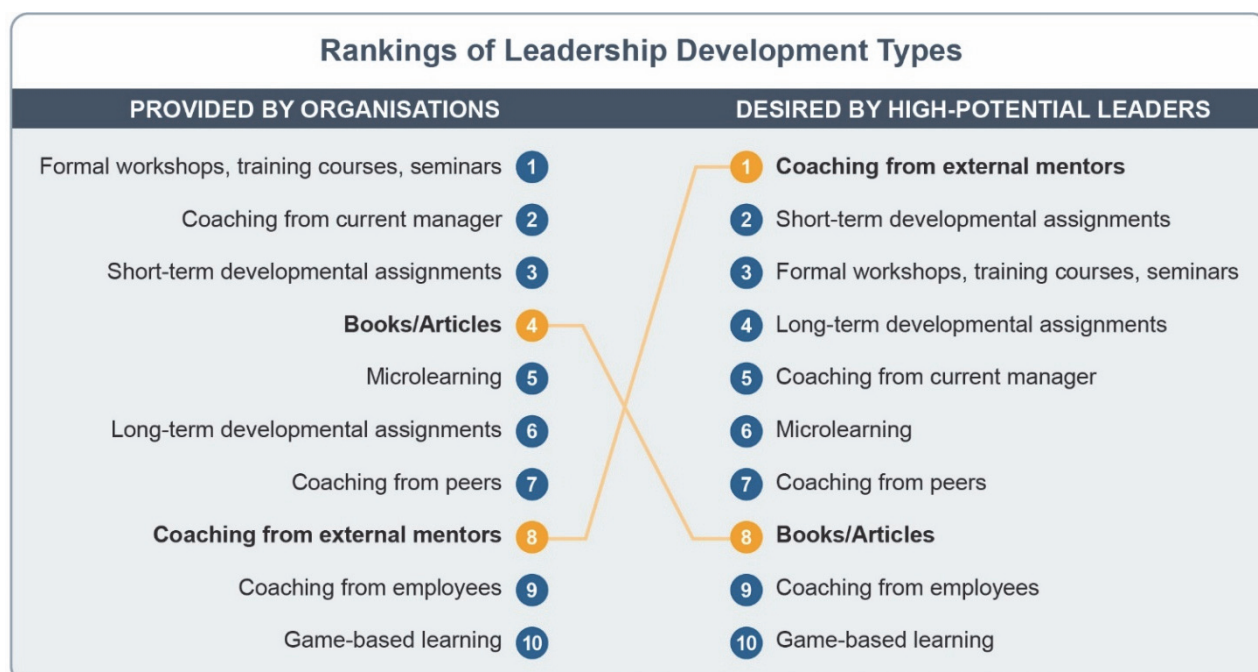 Rankings of Leadership Development Types
PROVIDED BY ORGANISATIONS
Formal workshops, training courses, seminars 1
Coaching from current manager 2
Short-term developmental assignments 3
Books/Articles 4
Microlearning 5
Long-term developmental assignments 6
Coaching from peers 7
Coaching from external mentors 8
Coaching from employees 9
Game-based learning 10
DESIRED BY HIGH-POTENTIAL LEADERS
1 Coaching from external mentors
2 Short-term developmental assignments
3 Formal workshops, training courses, seminars
4 Long-term developmental assignments
5 Coaching from current manager
6 Microlearning
7 Coaching from peers
8 Books/Articles
9 Coaching from employees
10 Game-based learning